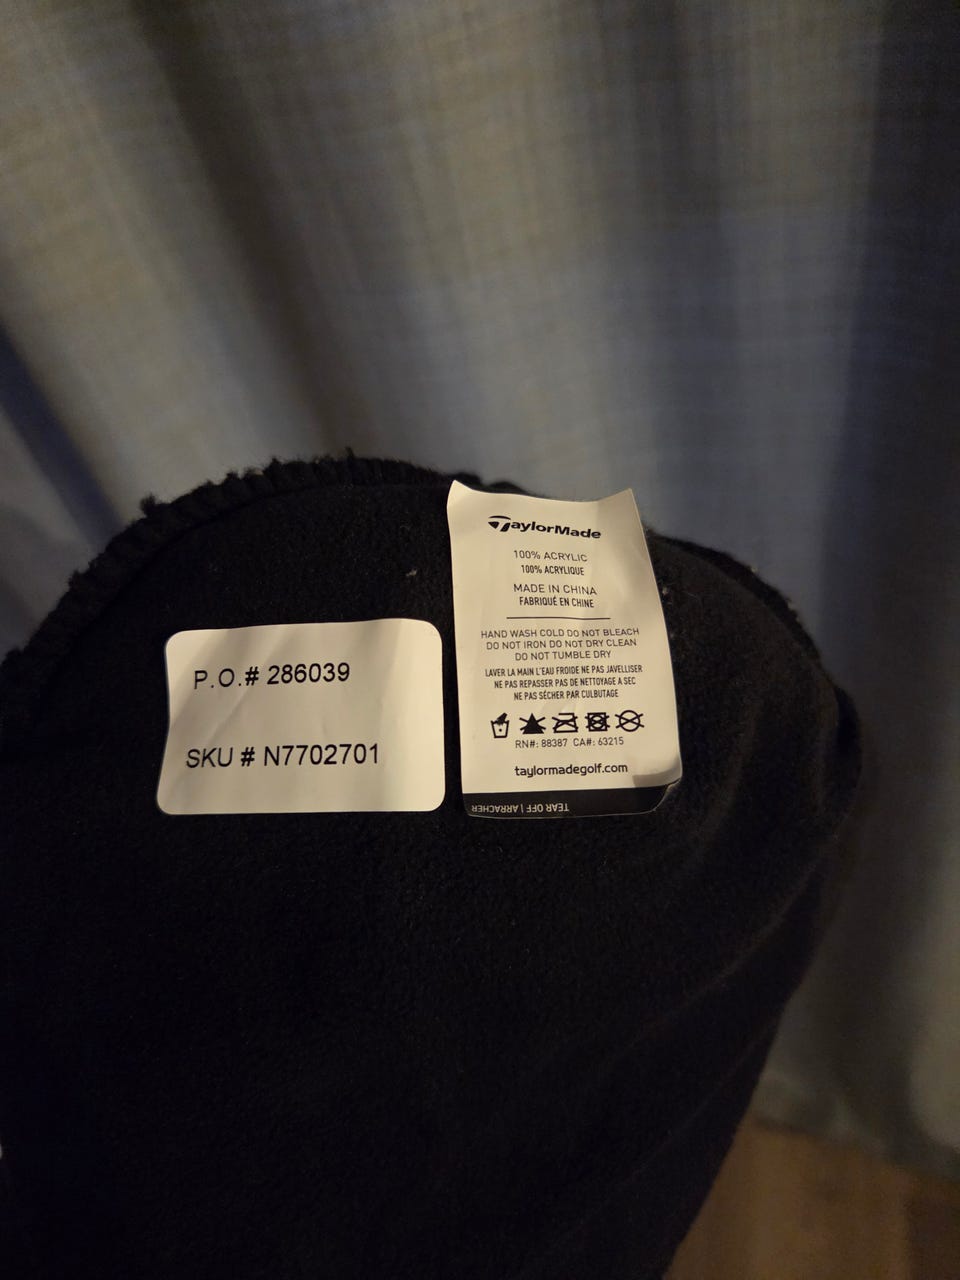 P.O.# 286039
SKU # N7702701
TaylorMade
100% ACRYLIC
100% ACRYLIQUE
MADE IN CHINA
FABRIQUÉ EN CHINE
HAND WASH COLD DO NOT BLEACH
DO NOT IRON DO NOT DRY CLEAN
DO NOT TUMBLE DRY
LAVER LA MAIN L'EAU FROIDE NE PAS JAVELLISER
NE PAS REPASSER PAS DE NETTOYAGE A SEC
NE PAS SÉCHER PAR CULBUTAGE
RN#: 88387 CA#: 63215
taylormadegolf.com
TEAR OFF | ARRACHER